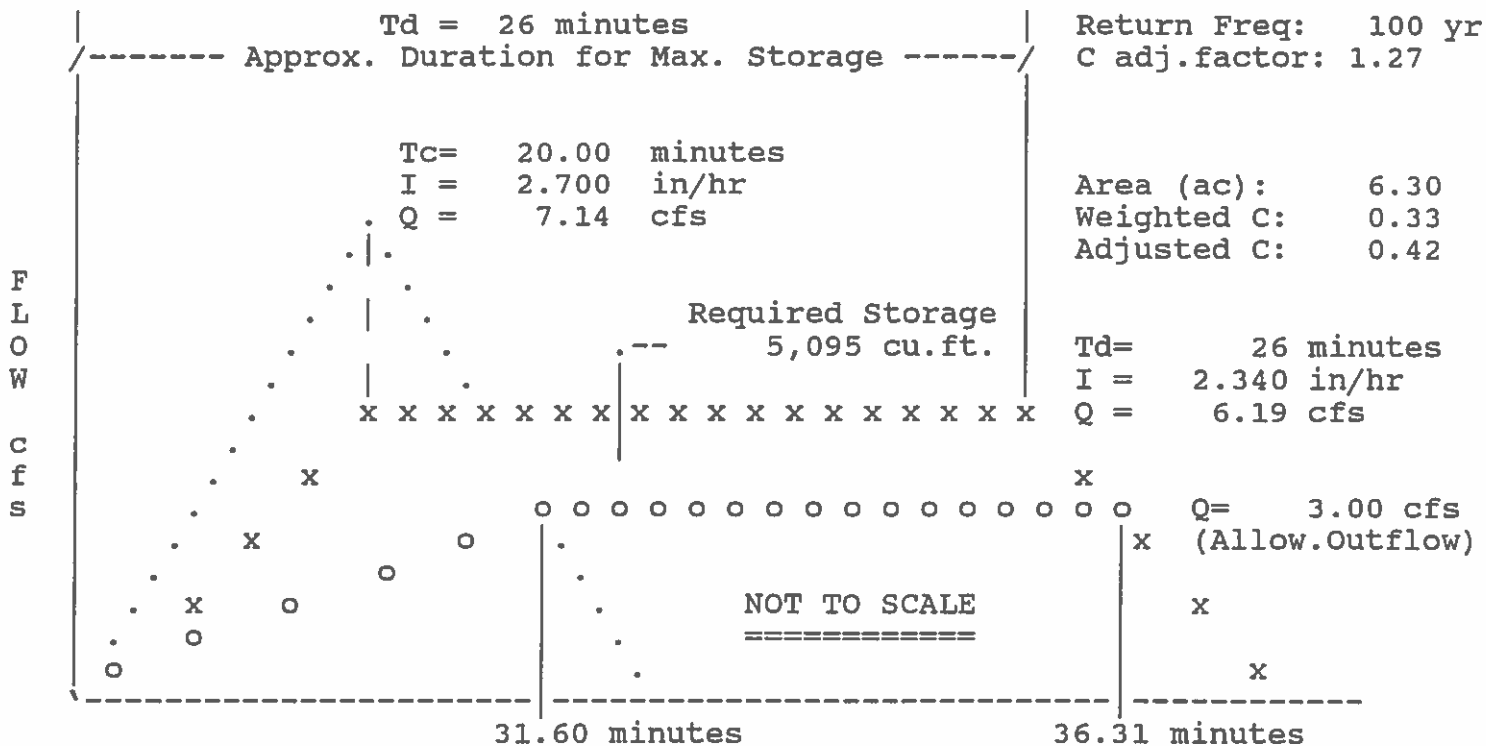 Td = 26 minutes
/------- Approx. Duration for Max. Storage ------/
Return Freq: 100 yr
C adj.factor: 1.27
Tc= 20.00 minutes
I = 2.700 in/hr
Q = 7.14 cfs
Area (ac): 6.30
Weighted C: 0.33
Adjusted C: 0.42
FLOW cfs
Required Storage
5,095 cu.ft.
Td= 26 minutes
I = 2.340 in/hr
Q = 6.19 cfs
x x x x x x x x x x x x x x x x x x
x x
o o o o o o o o o o o o o o o o
Q= 3.00 cfs
x o x (Allow.Outflow)
o
x o NOT TO SCALE x
o ============
o x
31.60 minutes 36.31 minutes